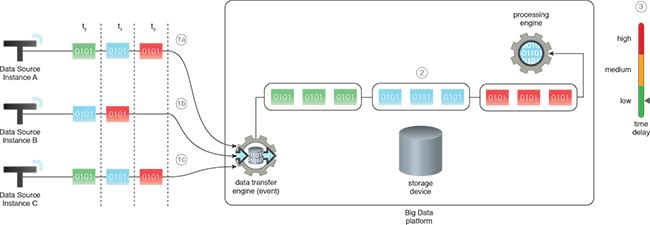 t₂ t₁ t₀
0101 0101 0101
Data Source
Instance A
1a
0101 0101
Data Source
Instance B
1b
0101 0101 0101
Data Source
Instance C
1c
data transfer
engine (event)
processing
engine
2
0101 0101 0101 0101 0101 0101 0101 0101 0101
storage
device
Big Data
platform
3
high
medium
low
time
delay